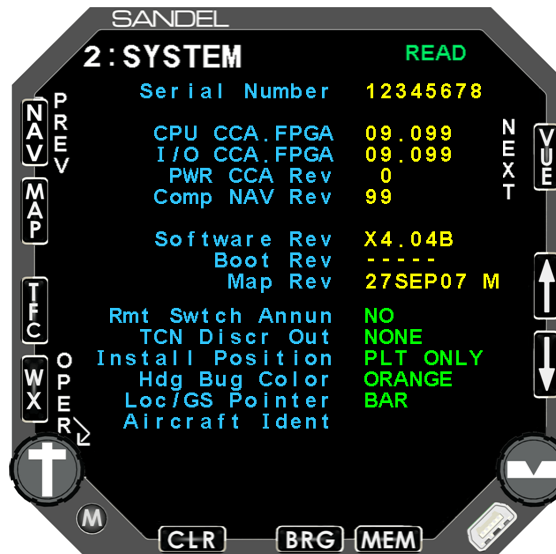 SANDEL
2:SYSTEM READ
Serial Number 12345678
CPU CCA.FPGA 09.099
I/O CCA.FPGA 09.099
PWR CCA Rev 0
Comp NAV Rev 99
Software Rev X4.04B
Boot Rev -----
Map Rev 27SEP07 M
Rmt Swtch Annun NO
TCN Discr Out NONE
Install Position PLT ONLY
Hdg Bug Color ORANGE
Loc/GS Pointer BAR
Aircraft Ident
NAV
PREV
MAP
TFC
WX
OPER
M
CLR
BRG
MEM
NEXT
VUE